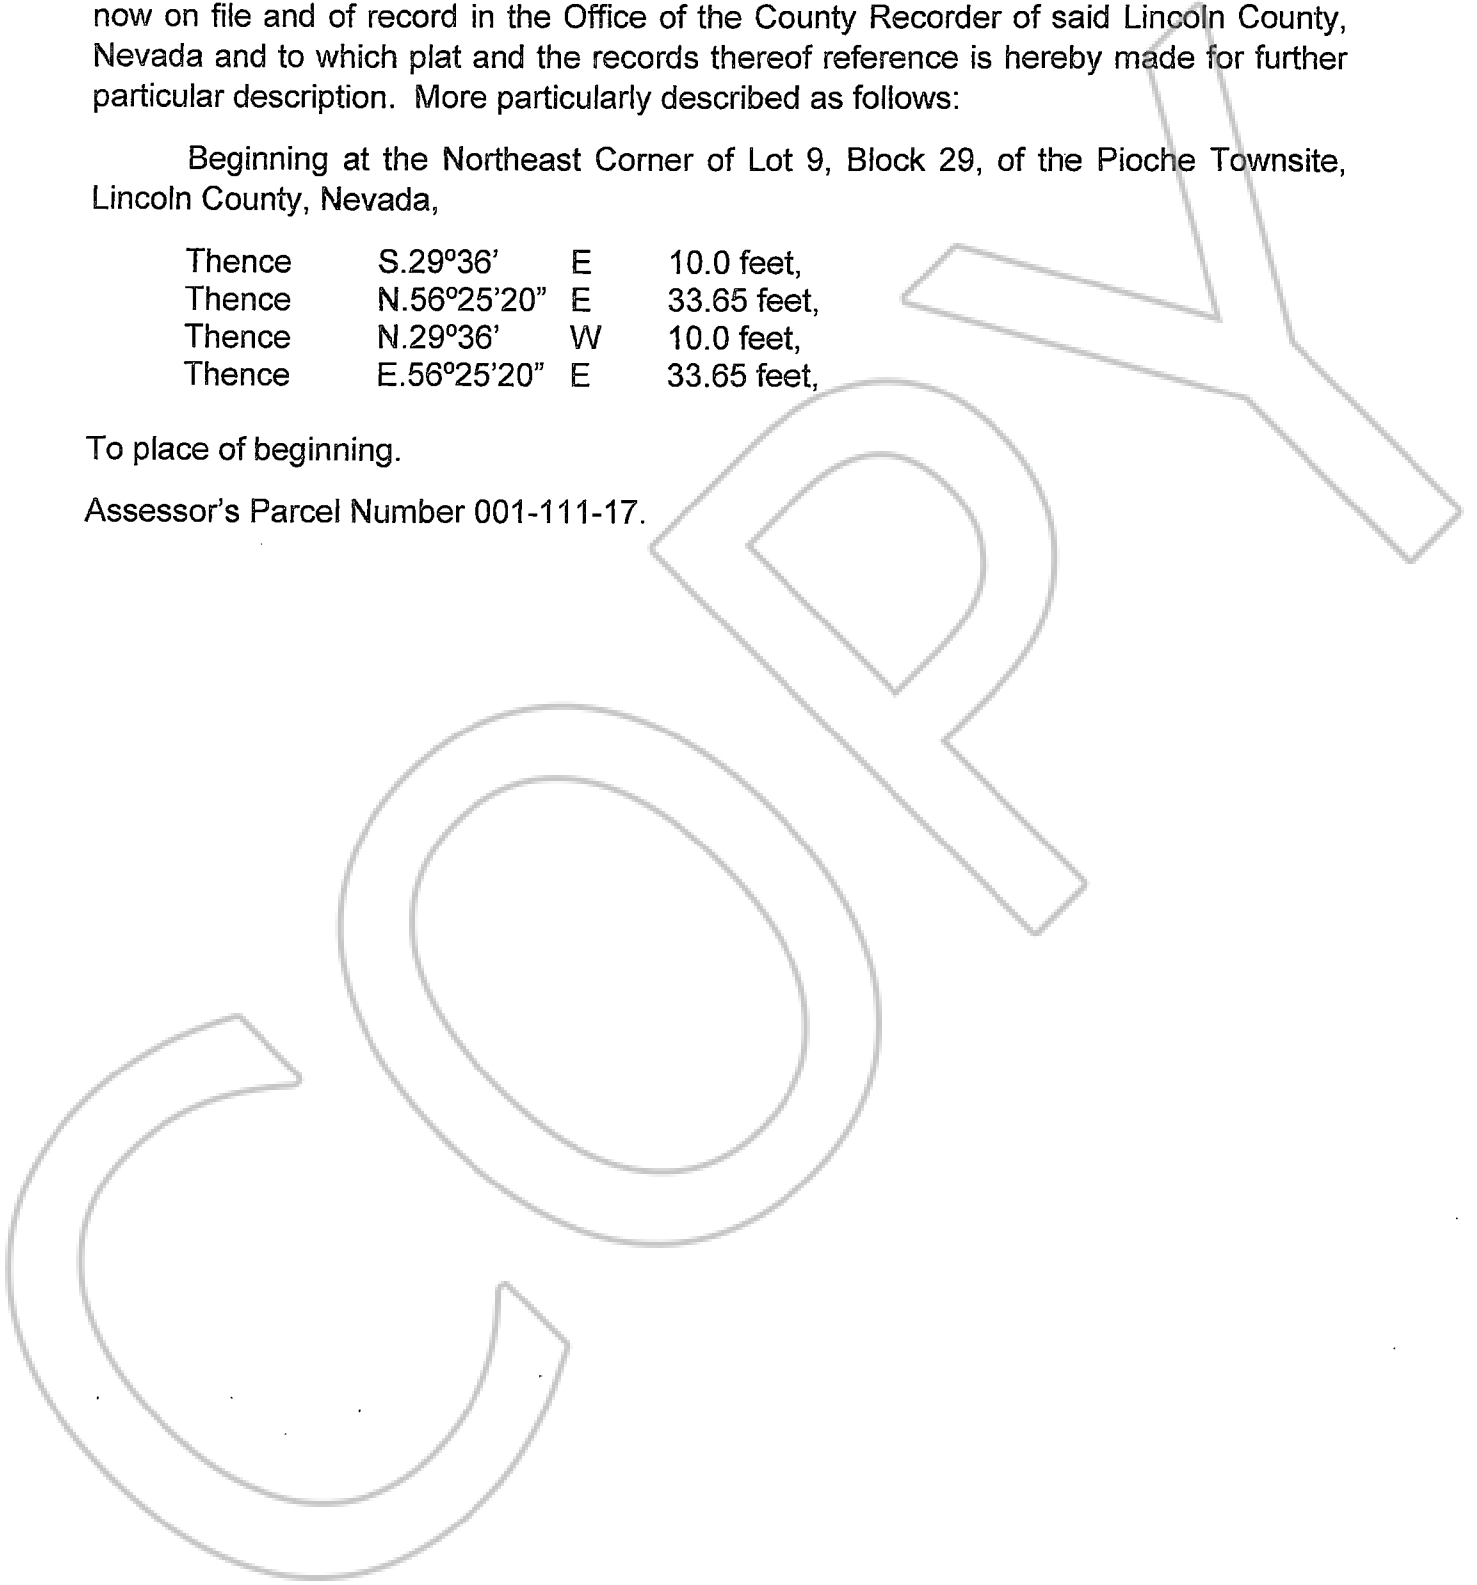 now on file and of record in the Office of the County Recorder of said Lincoln County,
Nevada and to which plat and the records thereof reference is hereby made for further
particular description. More particularly described as follows:
Beginning at the Northeast Corner of Lot 9, Block 29, of the Pioche Townsite,
Lincoln County, Nevada,
Thence S.29º36’ E 10.0 feet,
Thence N.56º25’20” E 33.65 feet,
Thence N.29º36’ W 10.0 feet,
Thence E.56º25’20” E 33.65 feet,
To place of beginning.
Assessor’s Parcel Number 001-111-17.
COPY